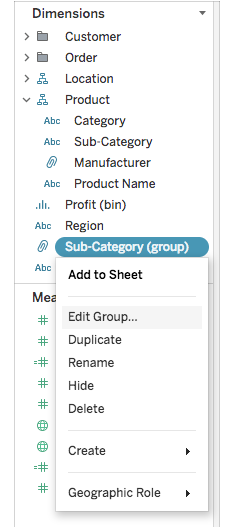 Dimensions
Customer
Order
Location
Product
Abc Category
Abc Sub-Category
Manufacturer
Abc Product Name
Profit (bin)
Abc Region
Sub-Category (group)
Abc
Add to Sheet
Mea
Edit Group...
Duplicate
Rename
Hide
Delete
Create
Geographic Role